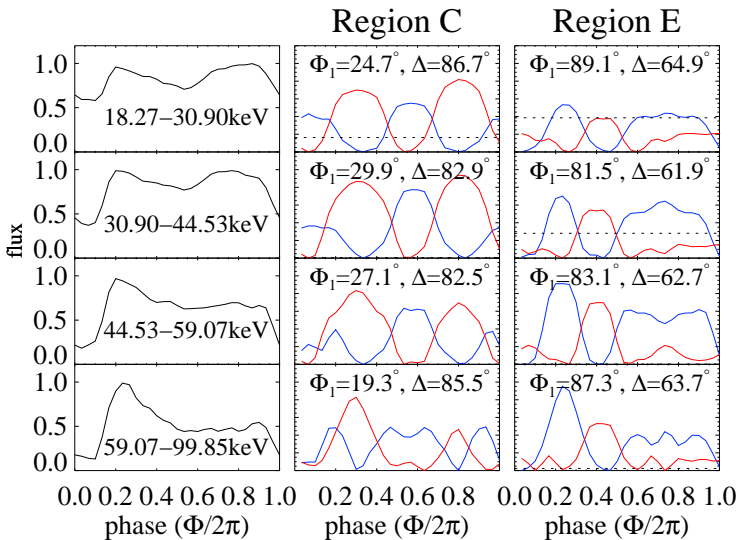 Region C
Region E
1.0
0.5
0.0
18.27−30.90keV
Φ₁=24.7°, Δ=86.7°
Φ₁=89.1°, Δ=64.9°
1.0
0.5
0.0
30.90−44.53keV
Φ₁=29.9°, Δ=82.9°
Φ₁=81.5°, Δ=61.9°
flux
1.0
0.5
0.0
44.53−59.07keV
Φ₁=27.1°, Δ=82.5°
Φ₁=83.1°, Δ=62.7°
1.0
0.5
0.0
59.07−99.85keV
Φ₁=19.3°, Δ=85.5°
Φ₁=87.3°, Δ=63.7°
0.0 0.2 0.4 0.6 0.8 1.0
0.2 0.4 0.6 0.8
0.2 0.4 0.6 0.8 1.0
phase (Φ/2π)
phase (Φ/2π)
phase (Φ/2π)